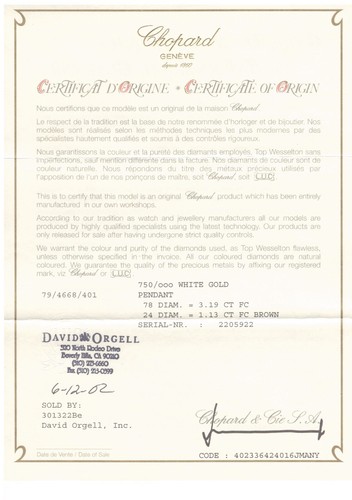 Chopard
GENÈVE
depuis 1860
CERTIFICAT D'ORIGINE • CERTIFICATE OF ORIGIN
Nous certifions que ce modèle est un original de la maison Chopard.
Le respect de la tradition est la base de notre renommée d'horloger et de bijoutier. Nos
modèles sont réalisés selon les méthodes techniques les plus modernes par des
spécialistes hautement qualifiés et soumis à des contrôles rigoureux.
Nous garantissons la couleur et la pureté des diamants employés, Top Wesselton sans
imperfections, sauf mention différente dans la facture. Nos diamants de couleur sont de
couleur naturelle. Nous répondons du titre des métaux précieux utilisés par
l'apposition de l'un de nos poinçons de maître, soit Chopard, soit L.U.C
This is to certify that this model is an original Chopard product which has been entirely
manufactured in our own workshops.
According to our tradition as watch and jewellery manufacturers all our models are
produced by highly qualified specialists using the latest technology. Our products are
only released for sale after having undergone strict quality controls.
We warrant the colour and purity of the diamonds used, as Top Wesselton flawless,
unless otherwise specified in the invoice. All our coloured diamonds are natural
coloured. We guarantee the quality of the precious metals by affixing our registered
mark, viz Chopard or L.U.C
750/ooo WHITE GOLD
79/4668/401 PENDANT
78 DIAM. = 3.19 CT FC
24 DIAM. = 1.13 CT FC BROWN
SERIAL-NR. : 2205922
DAVID ORGELL
320 North Rodeo Drive
Beverly Hills, CA 90210
(310) 273-6660
Fax (310) 273-0599
6-12-02
SOLD BY:
301322Be
David Orgell, Inc.
Chopard & Cie S.A.
Date de Vente / Date of Sale
CODE : 402336424016JMANY